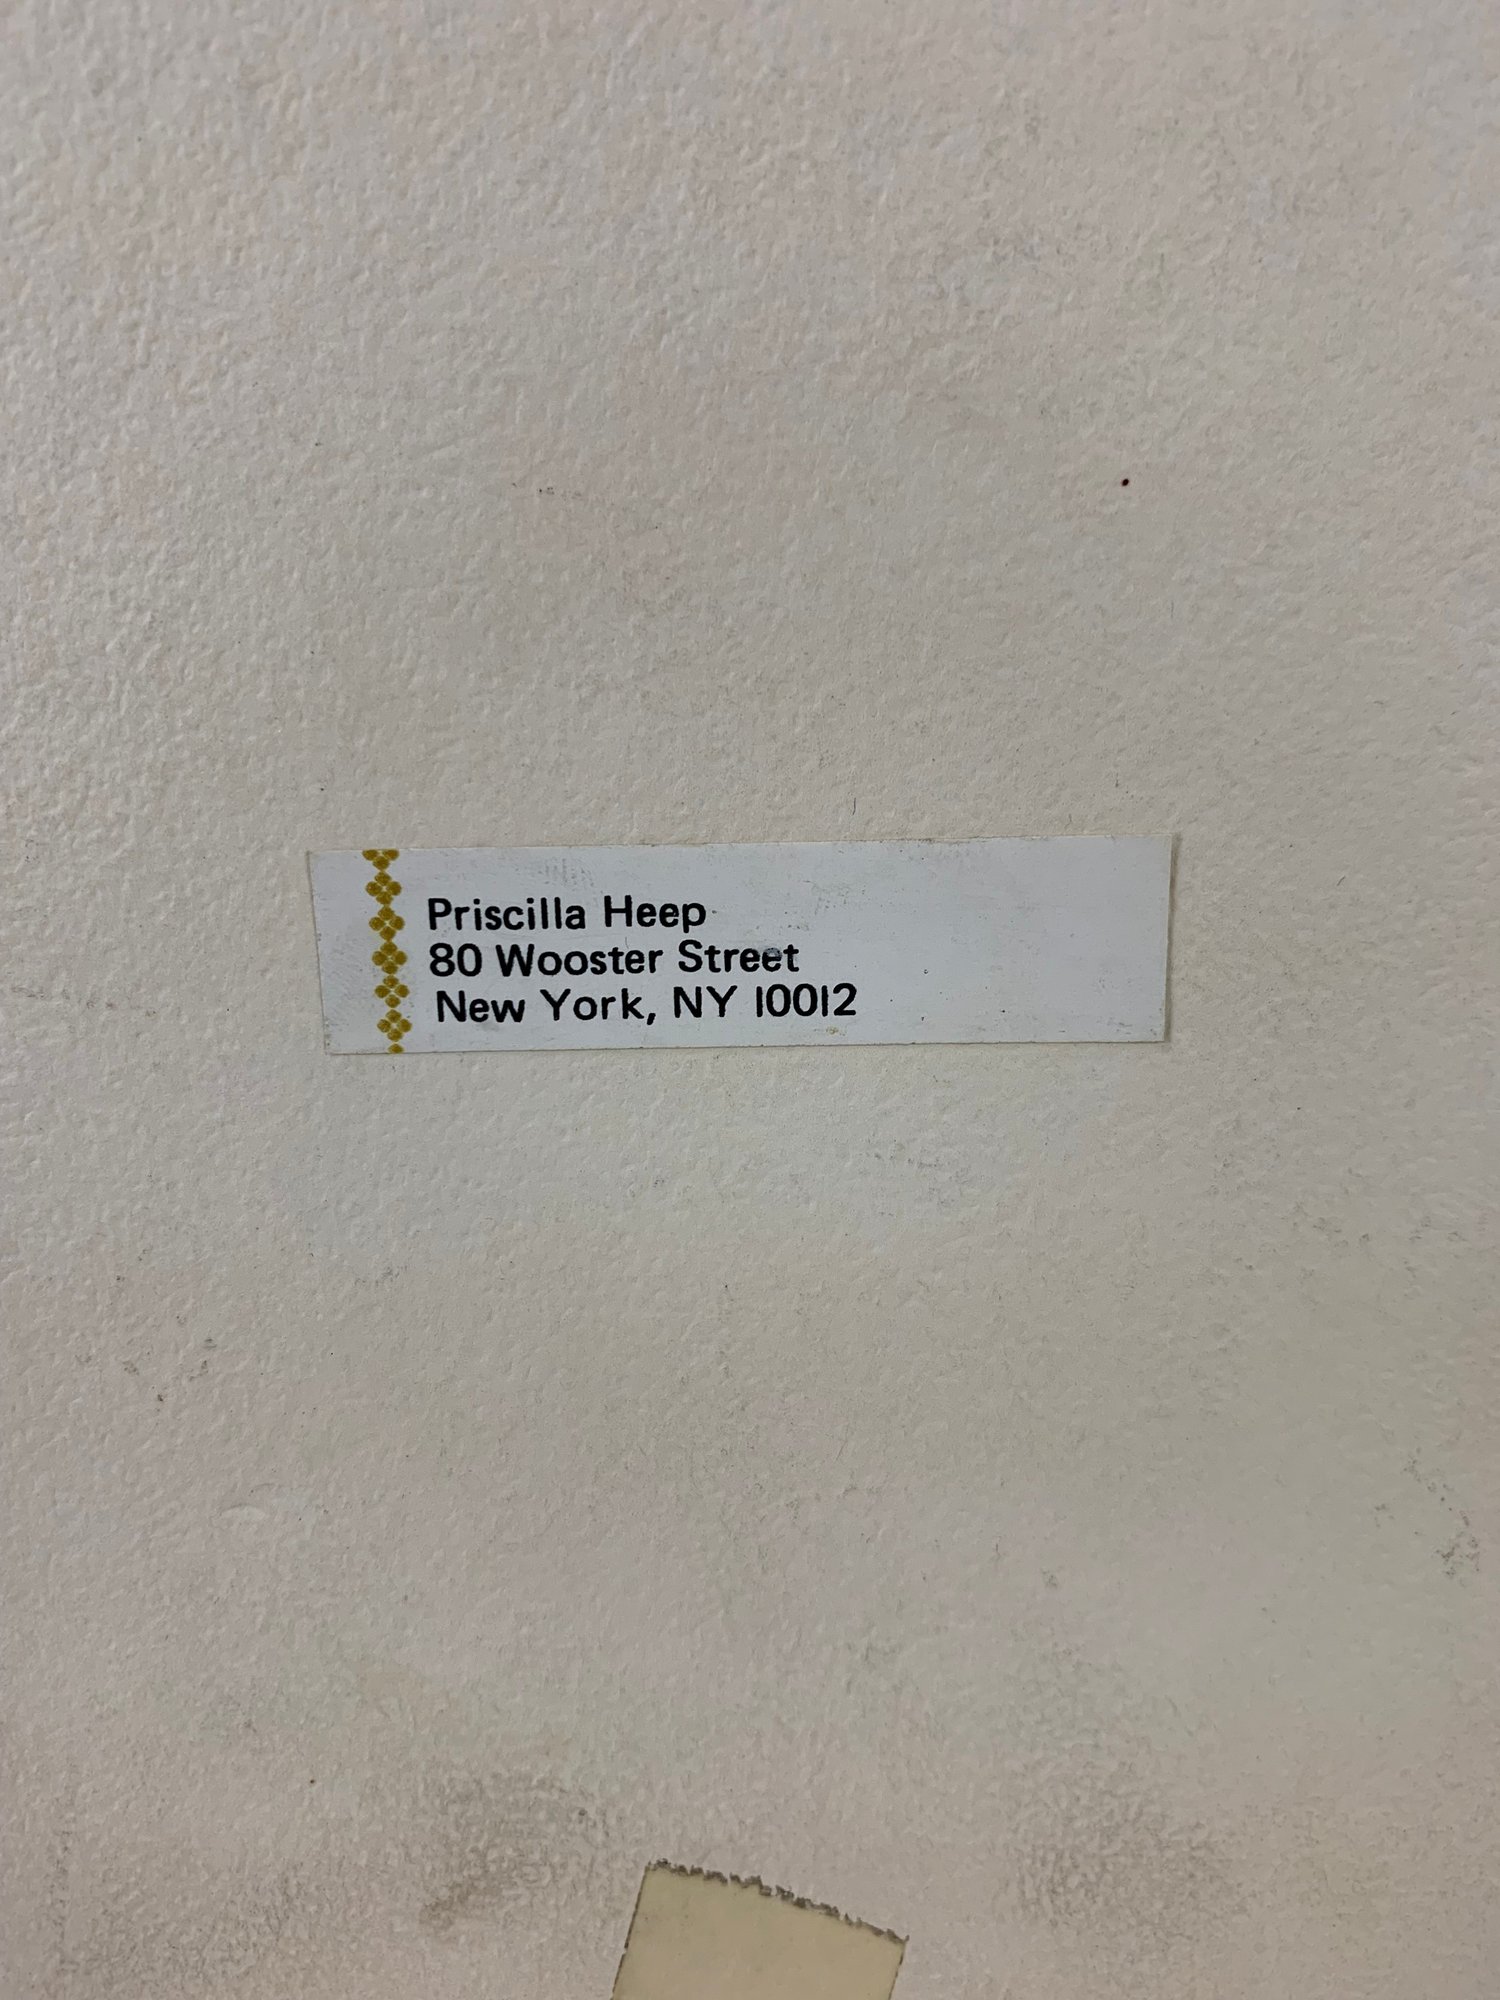 Priscilla Heep
80 Wooster Street
New York, NY 10012